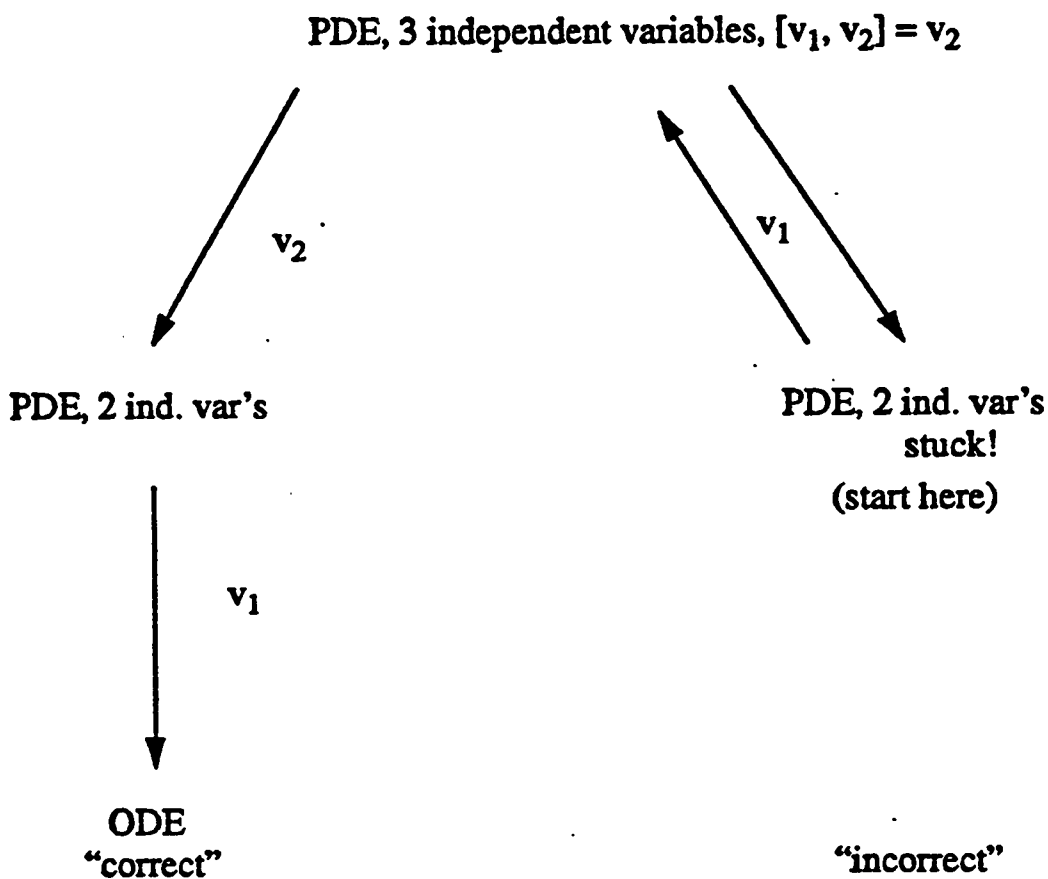 PDE, 3 independent variables, [v₁, v₂] = v₂
v₂
v₁
PDE, 2 ind. var's
PDE, 2 ind. var's
stuck!
(start here)
v₁
ODE
“correct”
“incorrect”